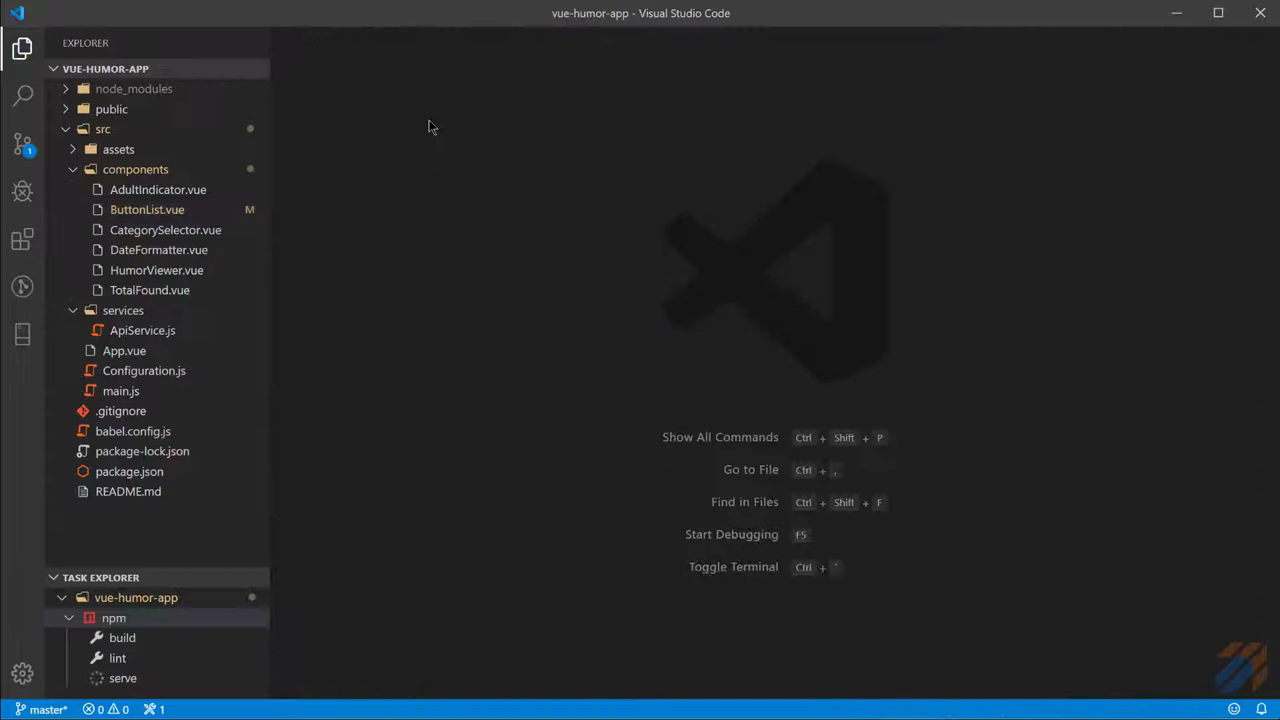 vue-humor-app - Visual Studio Code
EXPLORER
VUE-HUMOR-APP
node_modules
public
src
assets
components
AdultIndicator.vue
ButtonList.vue M
CategorySelector.vue
DateFormatter.vue
HumorViewer.vue
TotalFound.vue
services
ApiService.js
App.vue
Configuration.js
main.js
.gitignore
babel.config.js
package-lock.json
package.json
README.md
TASK EXPLORER
vue-humor-app
npm
build
lint
serve
1
Show All Commands Ctrl + Shift + P
Go to File Ctrl + ,
Find in Files Ctrl + Shift + F
Start Debugging F5
Toggle Terminal Ctrl + `
master* 0 0 1